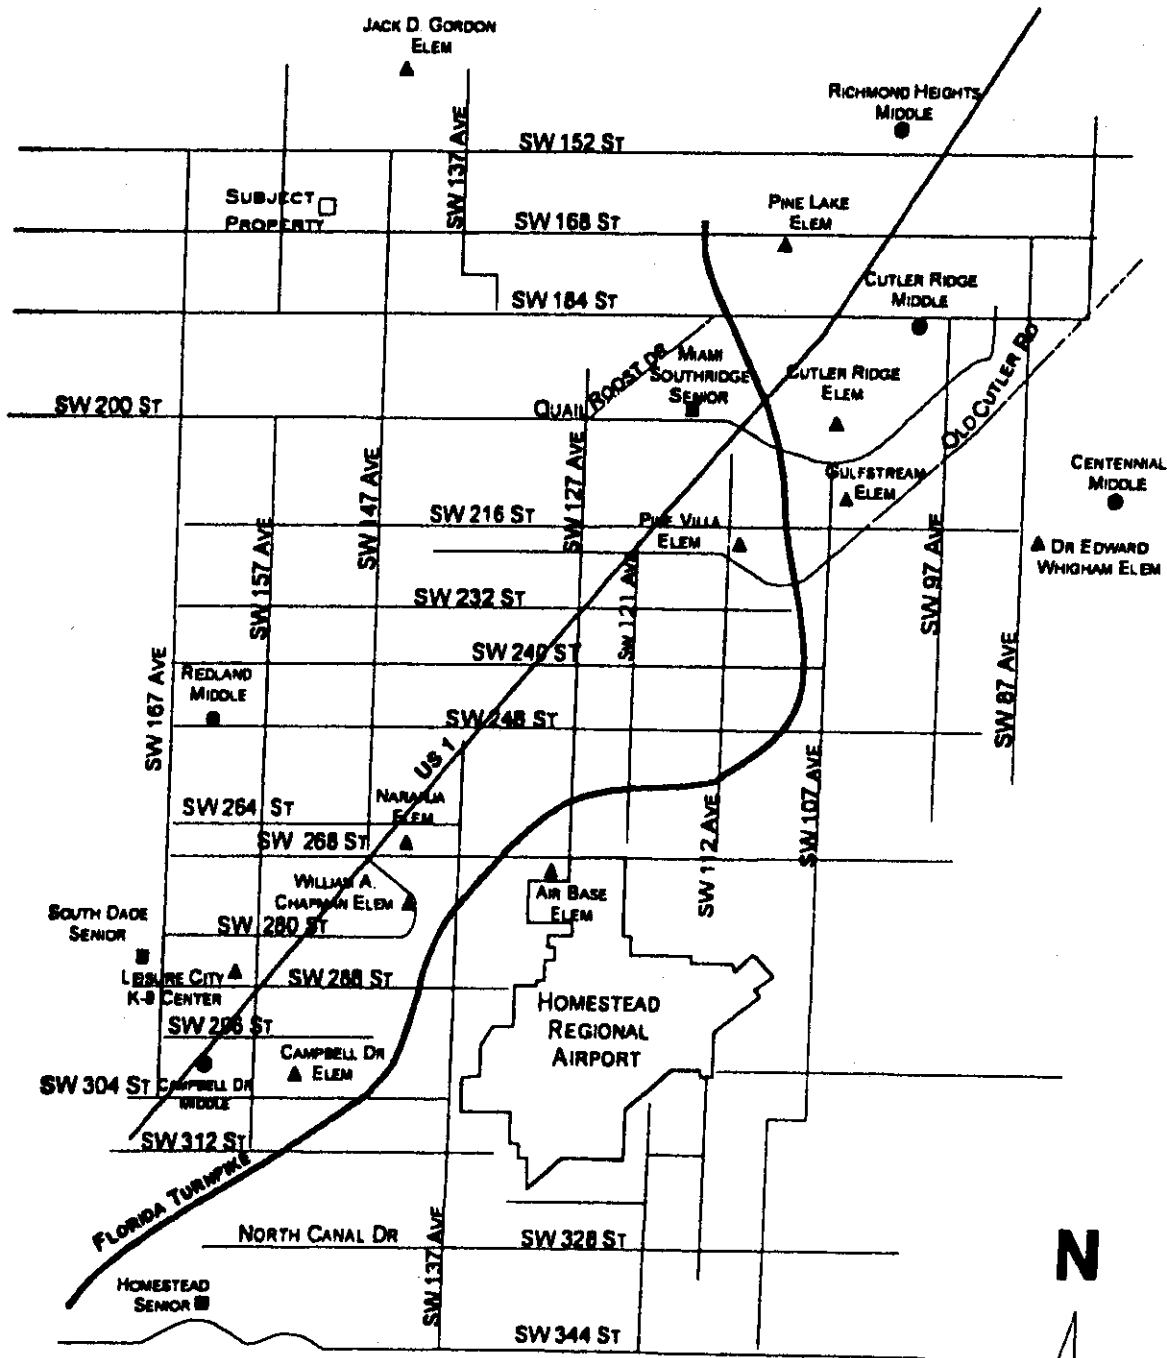 JACK D. GORDON
ELEM
RICHMOND HEIGHTS
MIDDLE
SW 137 AVE
SW 152 ST
SUBJECT
PROPERTY
PINE LAKE
ELEM
SW 168 ST
CUTLER RIDGE
MIDDLE
SW 184 ST
QUAIL ROOST DR
MIAMI
SOUTHRIDGE
SENIOR
CUTLER RIDGE
ELEM
OLD CUTLER RD
SW 200 ST
CENTENNIAL
MIDDLE
GULFSTREAM
ELEM
SW 147 AVE
SW 127 AVE
SW 216 ST
PINE VILLA
ELEM
DR EDWARD
WHIGHAM ELEM
SW 157 AVE
SW 121 AVE
SW 97 AVE
SW 232 ST
SW 240 ST
SW 167 AVE
REDLAND
MIDDLE
SW 87 AVE
SW 248 ST
US 1
SW 264 ST
NARANJA
ELEM
SW 112 AVE
SW 107 AVE
SW 268 ST
WILLIAM A.
CHAPMAN ELEM
AIR BASE
ELEM
SOUTH DADE
SENIOR
SW 280 ST
LEISURE CITY
K-8 CENTER
SW 288 ST
HOMESTEAD
REGIONAL
AIRPORT
SW 296 ST
CAMPBELL DR
ELEM
SW 304 ST
CAMPBELL DR
MIDDLE
SW 312 ST
FLORIDA TURNPIKE
NORTH CANAL DR
SW 328 ST
SW 137 AVE
N
HOMESTEAD
SENIOR
SW 344 ST